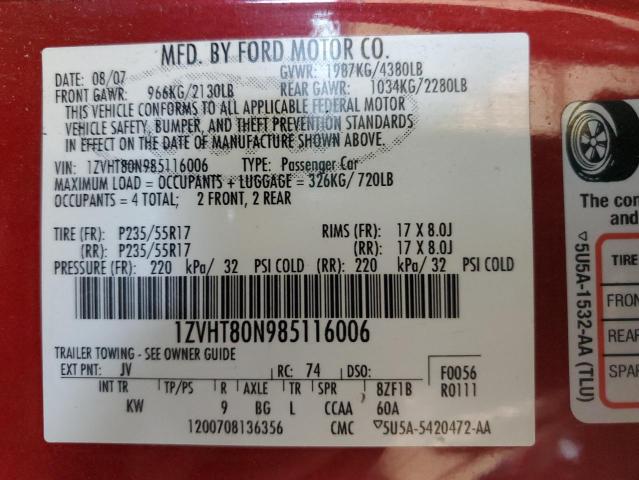 MFD. BY FORD MOTOR CO.
DATE: 08/07 GVWR: 1987KG/4380LB
FRONT GAWR: 966KG/2130LB REAR GAWR: 1034KG/2280LB
THIS VEHICLE CONFORMS TO ALL APPLICABLE FEDERAL MOTOR
VEHICLE SAFETY, BUMPER, AND THEFT PREVENTION STANDARDS
IN EFFECT ON THE DATE OF MANUFACTURE SHOWN ABOVE.
VIN: 1ZVHT80N985116006 TYPE: Passenger Car
MAXIMUM LOAD = OCCUPANTS + LUGGAGE = 326KG/ 720LB
OCCUPANTS = 4 TOTAL; 2 FRONT, 2 REAR
TIRE (FR): P235/55R17 RIMS (FR): 17 X 8.0J
(RR): P235/55R17 (RR): 17 X 8.0J
PRESSURE (FR): 220 kPa/ 32 PSI COLD (RR): 220 kPa/ 32 PSI COLD
1ZVHT80N985116006
TRAILER TOWING - SEE OWNER GUIDE
EXT PNT: JV RC: 74 DSO: F0056
INT TR TP/PS R AXLE TR SPR 8ZF1B R0111
KW 9 BG L CCAA 60A
1200708136356 CMC ▽5U5A-5420472-AA
The con
and
▽5U5A-1532-AA (TLU)
TIRE
FRON
REAR
SPAR